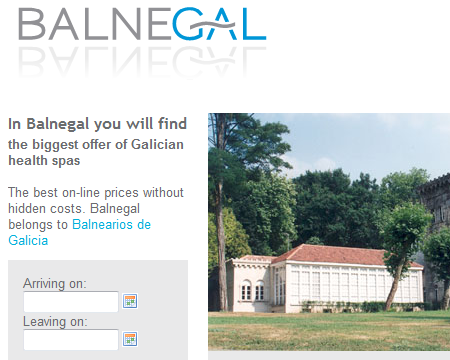 BALNEGAL
In Balnegal you will find
the biggest offer of Galician
health spas
The best on-line prices without
hidden costs. Balnegal
belongs to Balnearios de
Galicia
Arriving on:
Leaving on: